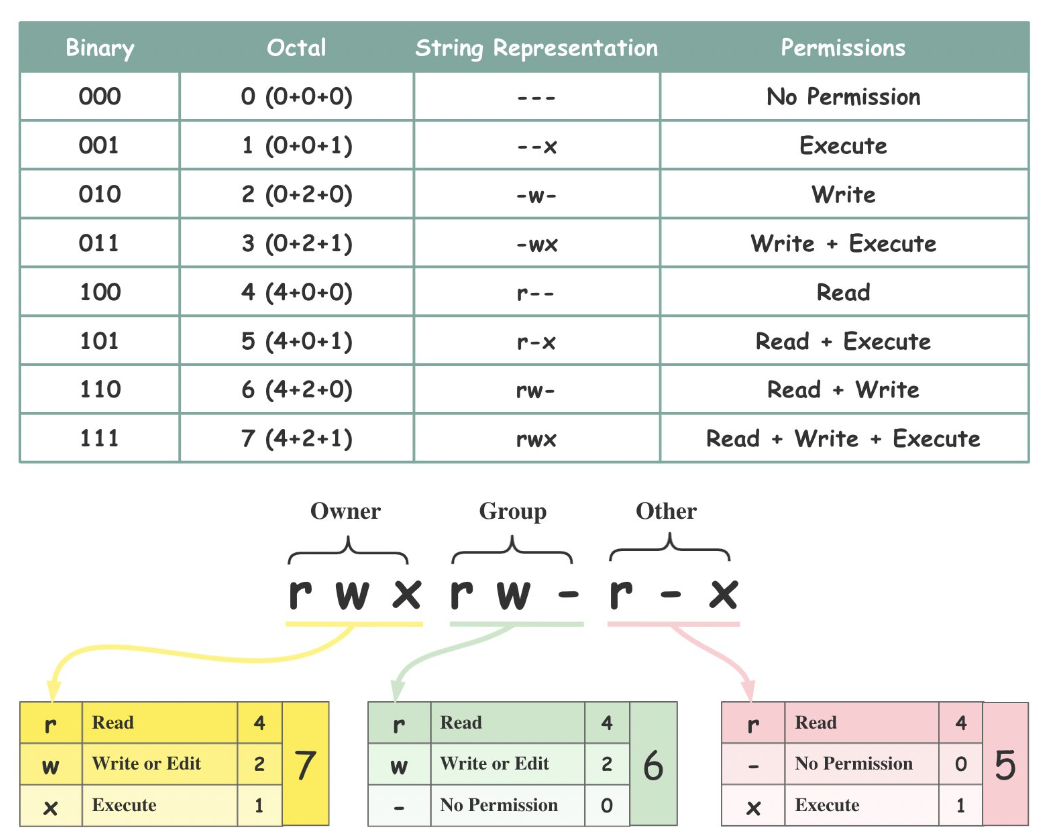 Binary Octal String Representation Permissions
000 0 (0+0+0) --- No Permission
001 1 (0+0+1) --x Execute
010 2 (0+2+0) -w- Write
011 3 (0+2+1) -wx Write + Execute
100 4 (4+0+0) r-- Read
101 5 (4+0+1) r-x Read + Execute
110 6 (4+2+0) rw- Read + Write
111 7 (4+2+1) rwx Read + Write + Execute
Owner Group Other
r w x r w - r - x
r Read 4
w Write or Edit 2
x Execute 1
7
r Read 4
w Write or Edit 2
- No Permission 0
6
r Read 4
- No Permission 0
x Execute 1
5